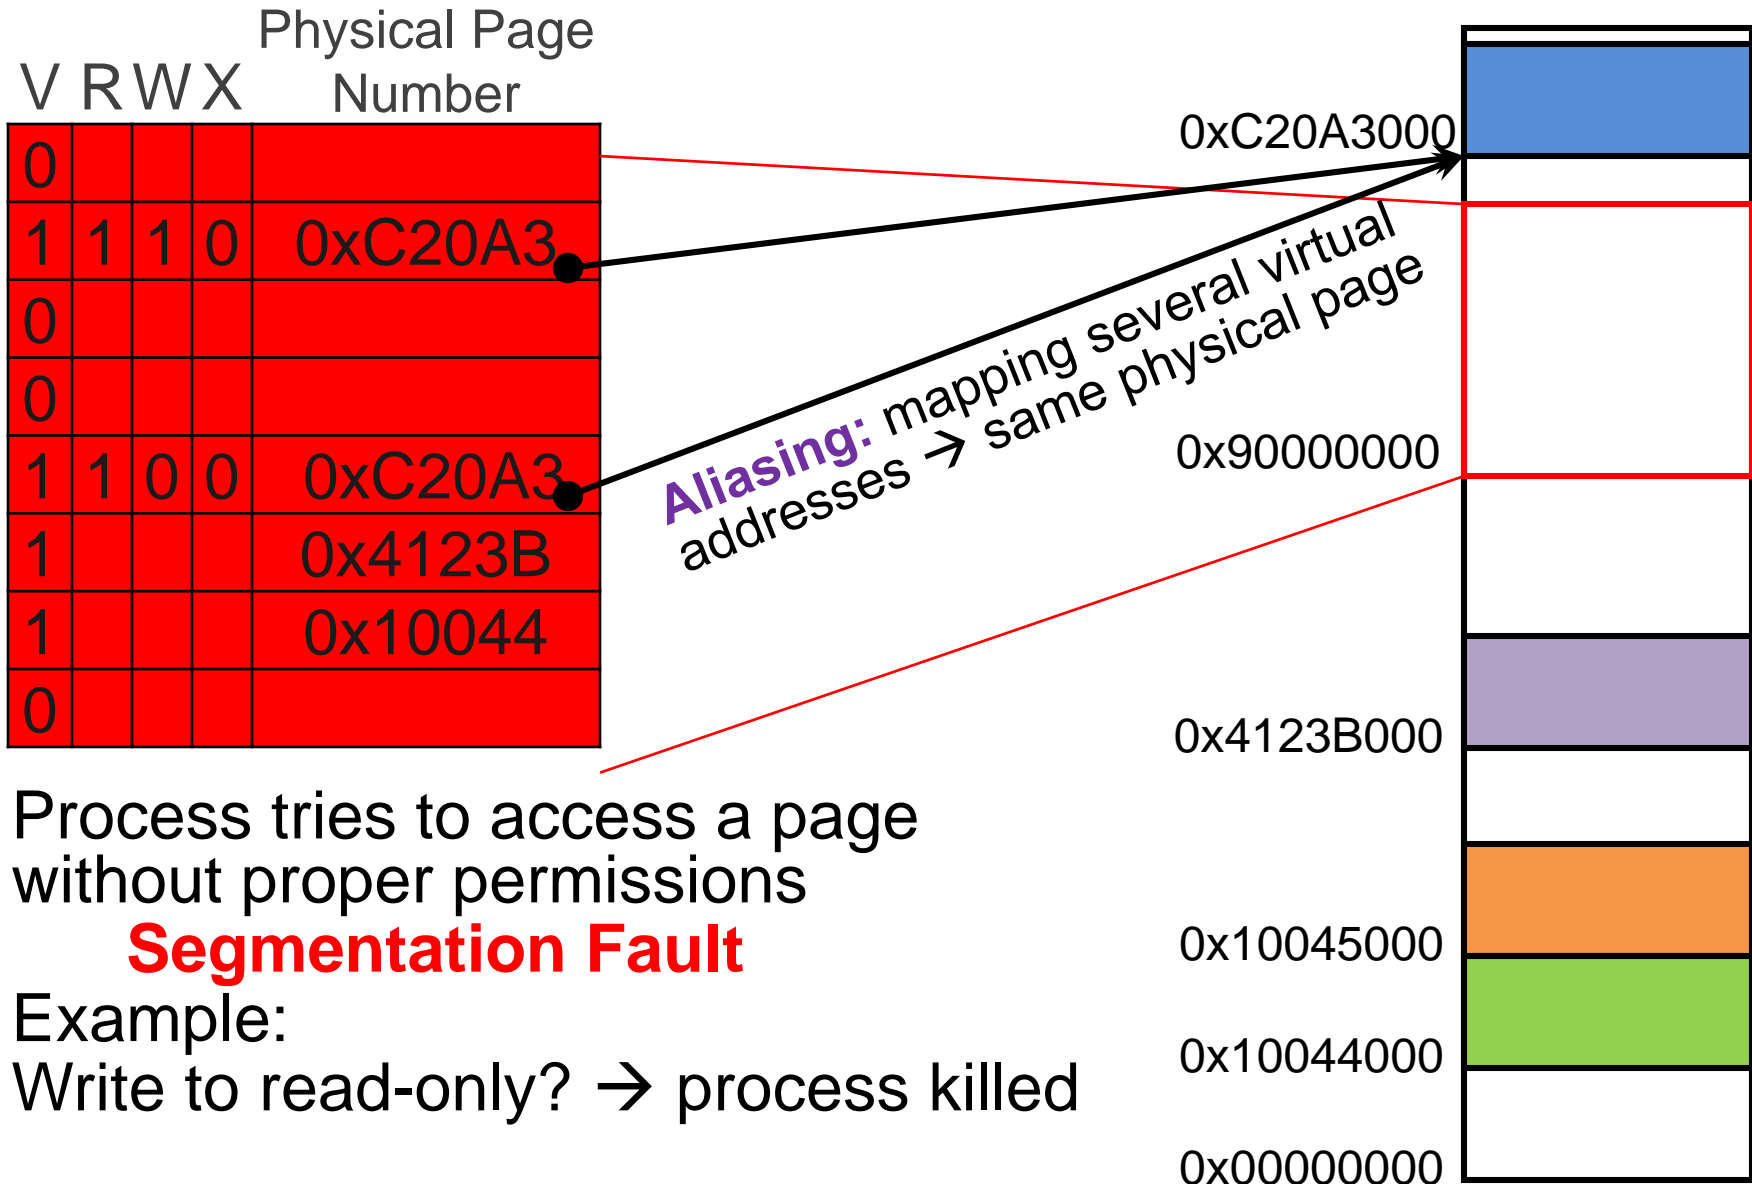 Physical Page
V R W X Number
0
1 1 1 0 0xC20A3
0
0
1 1 0 0 0xC20A3
1 0x4123B
1 0x10044
0
Aliasing: mapping several virtual
addresses → same physical page
0xC20A3000
0x90000000
0x4123B000
0x10045000
0x10044000
0x00000000
Process tries to access a page
without proper permissions
Segmentation Fault
Example:
Write to read-only? → process killed